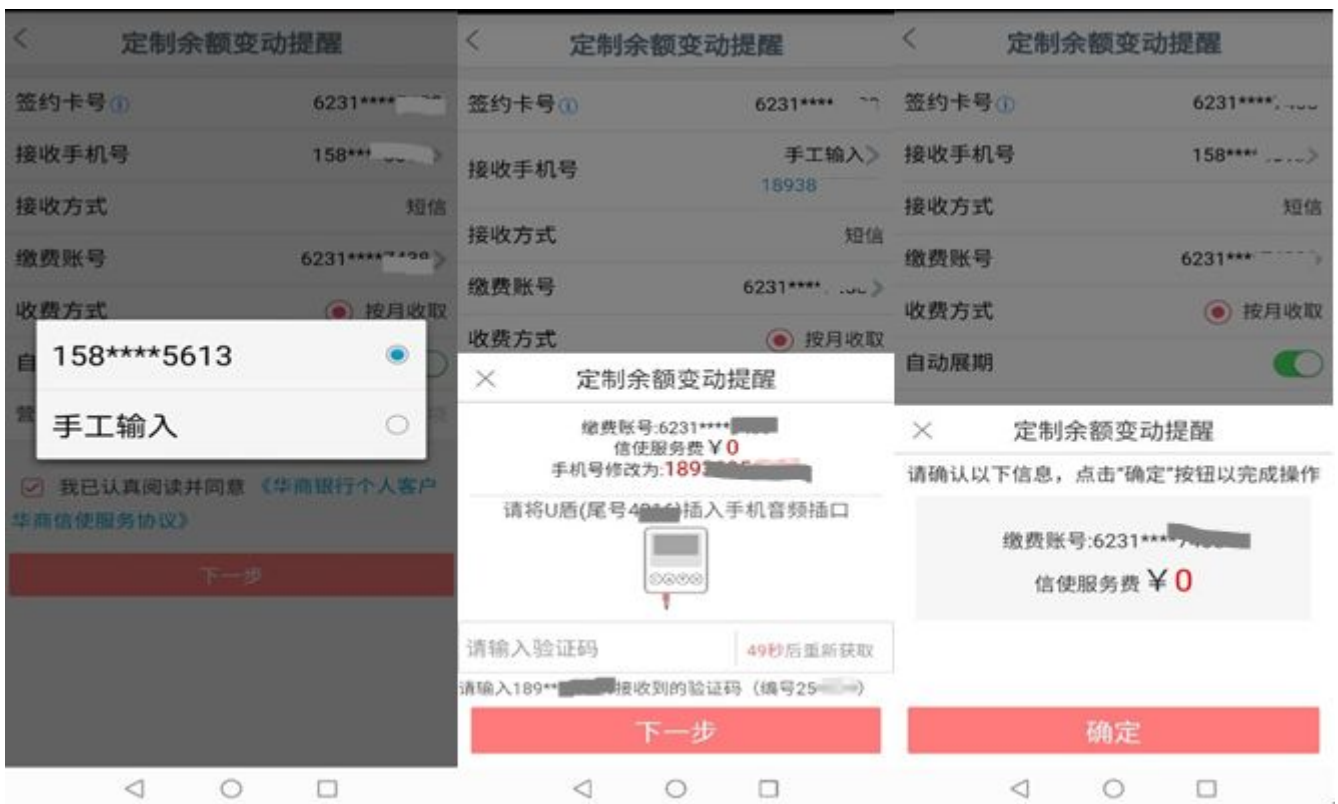 定制余额变动提醒
签约卡号
6231****
接收手机号
158***
接收方式
短信
缴费账号
6231****7438
收费方式
按月收取
自
158****5613
营
手工输入
我已认真阅读并同意《华商银行个人客户
华商信使服务协议》
下一步
定制余额变动提醒
签约卡号
6231****
接收手机号
手工输入
18938
接收方式
短信
缴费账号
6231****
收费方式
按月收取
定制余额变动提醒
缴费账号:6231****
信使服务费¥0
手机号修改为:1893
请将U盾(尾号4 )插入手机音频插口
请输入验证码
49秒后重新获取
请输入189** 接收到的验证码(编号25 )
下一步
定制余额变动提醒
签约卡号
6231****
接收手机号
158****
接收方式
短信
缴费账号
6231***
收费方式
按月收取
自动展期
定制余额变动提醒
请确认以下信息，点击“确定”按钮以完成操作
缴费账号:6231****
信使服务费¥0
确定